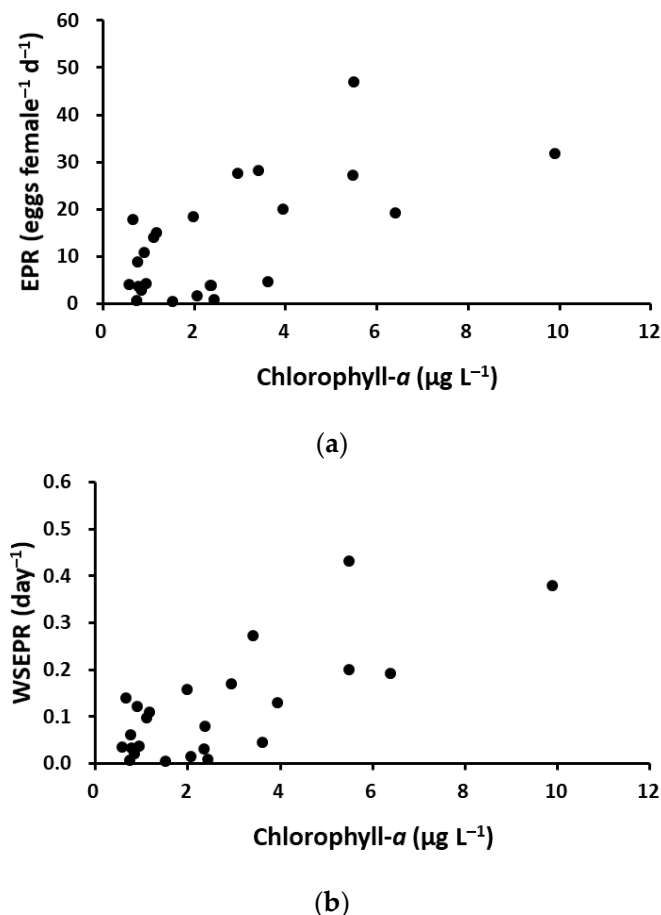 EPR (eggs female⁻¹ d⁻¹)
60
50
40
30
20
10
0
0 2 4 6 8 10 12
Chlorophyll-a (µg L⁻¹)
(a)
WSEPR (day⁻¹)
0.6
0.5
0.4
0.3
0.2
0.1
0.0
0 2 4 6 8 10 12
Chlorophyll-a (µg L⁻¹)
(b)